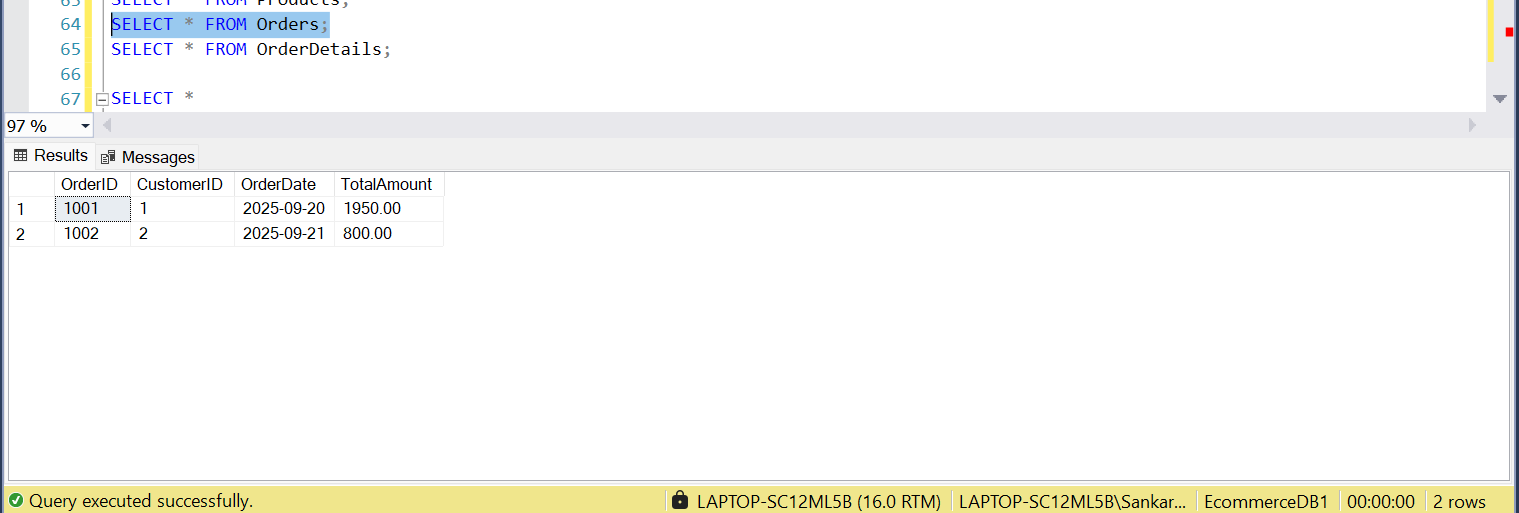 63 SELECT * FROM Products;
64 SELECT * FROM Orders;
65 SELECT * FROM OrderDetails;
66
67 SELECT *
97 %
Results Messages
OrderID CustomerID OrderDate TotalAmount
1 1001 1 2025-09-20 1950.00
2 1002 2 2025-09-21 800.00
Query executed successfully. LAPTOP-SC12ML5B (16.0 RTM) LAPTOP-SC12ML5B\Sankar... EcommerceDB1 00:00:00 2 rows